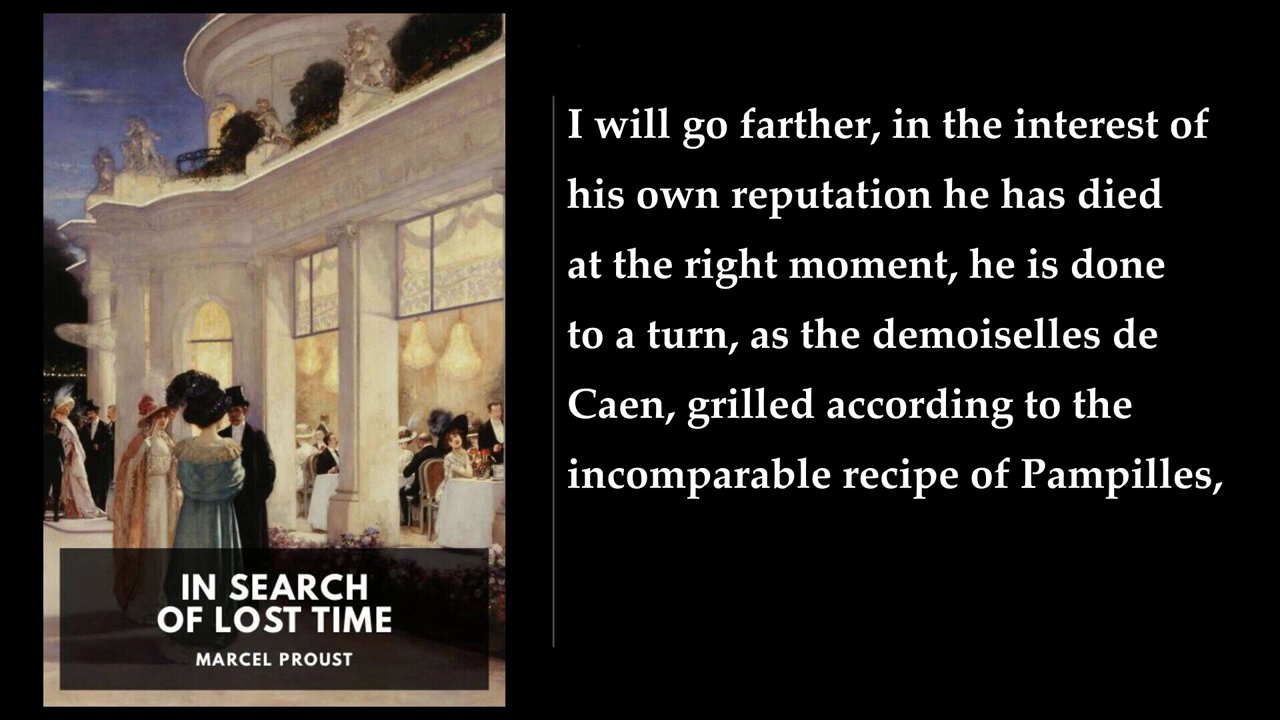 IN SEARCH
OF LOST TIME
MARCEL PROUST
I will go farther, in the interest of
his own reputation he has died
at the right moment, he is done
to a turn, as the demoiselles de
Caen, grilled according to the
incomparable recipe of Pampilles,